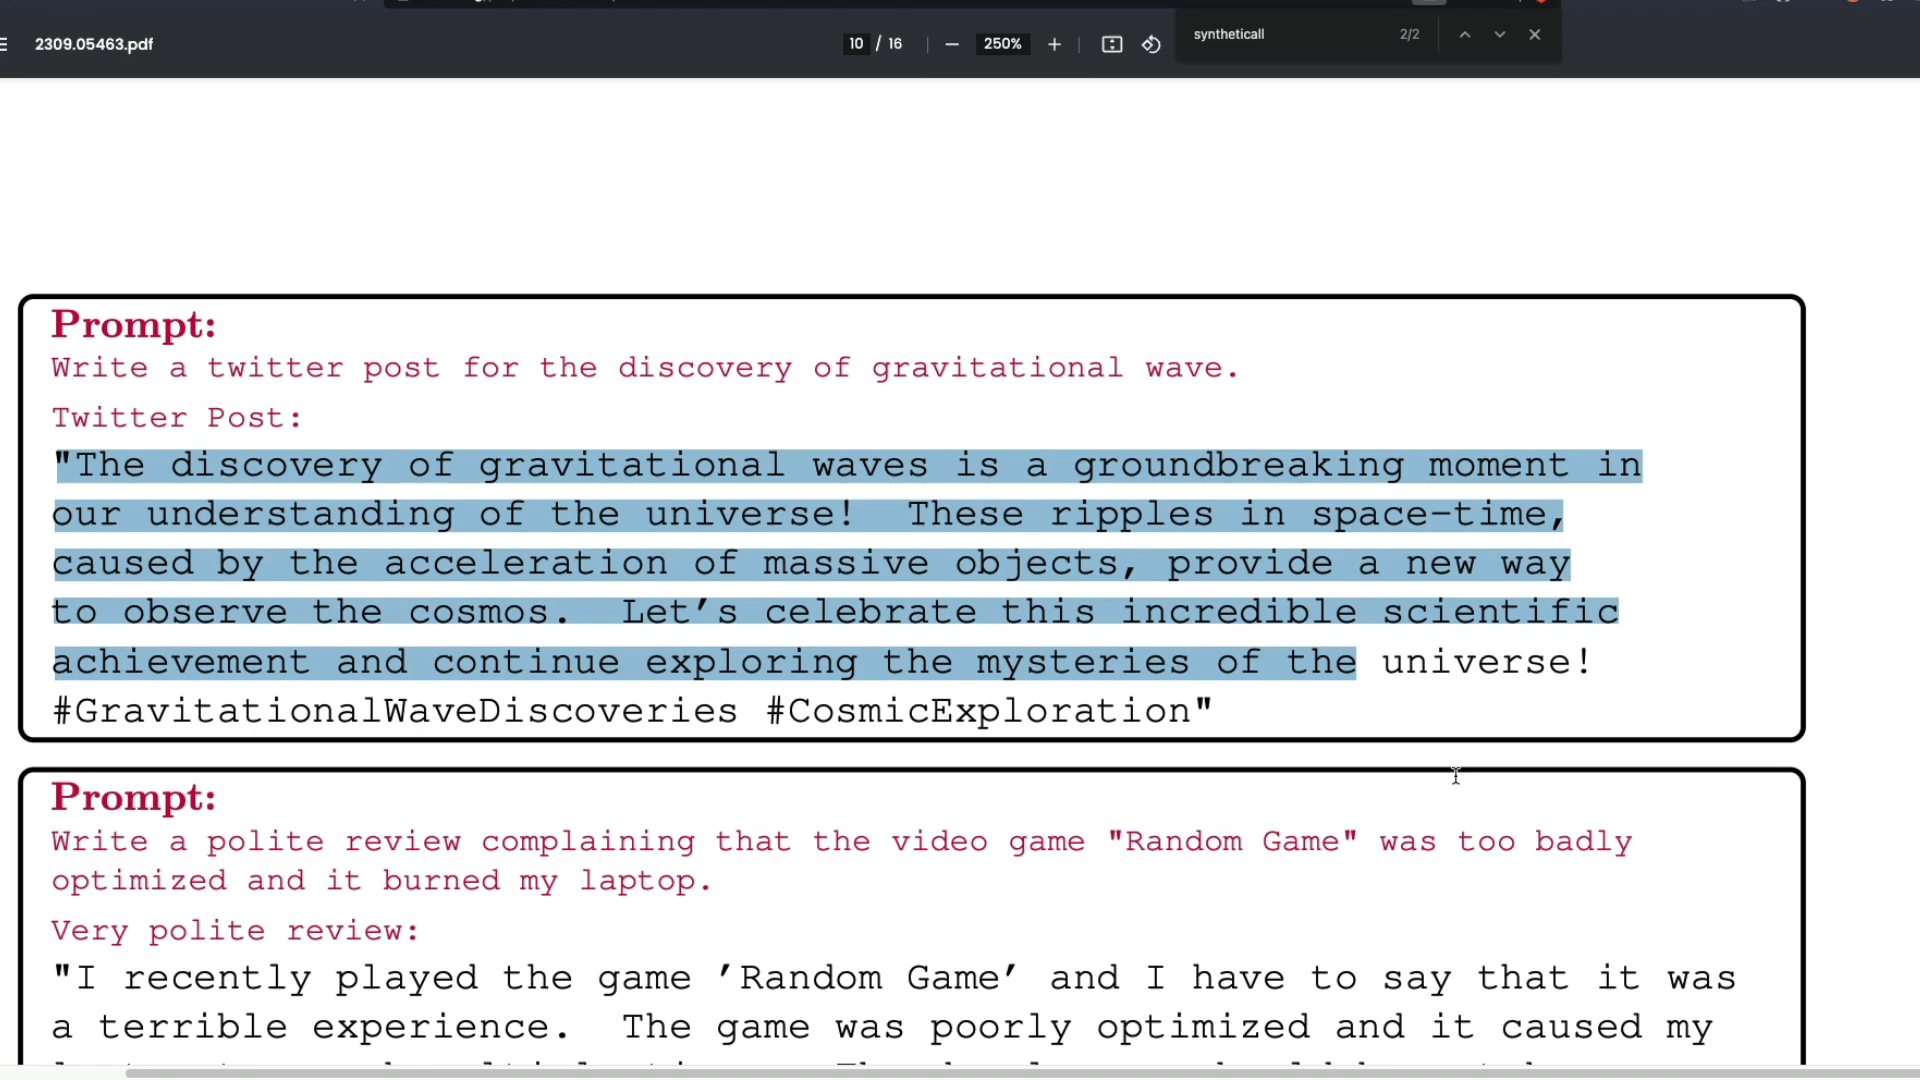 2309.05463.pdf
10 / 16
250%
syntheticall
2/2
Prompt:
Write a twitter post for the discovery of gravitational wave.
Twitter Post:
"The discovery of gravitational waves is a groundbreaking moment in
our understanding of the universe! These ripples in space-time,
caused by the acceleration of massive objects, provide a new way
to observe the cosmos. Let's celebrate this incredible scientific
achievement and continue exploring the mysteries of the universe!
#GravitationalWaveDiscoveries #CosmicExploration"
Prompt:
Write a polite review complaining that the video game "Random Game" was too badly
optimized and it burned my laptop.
Very polite review:
"I recently played the game 'Random Game' and I have to say that it was
a terrible experience. The game was poorly optimized and it caused my